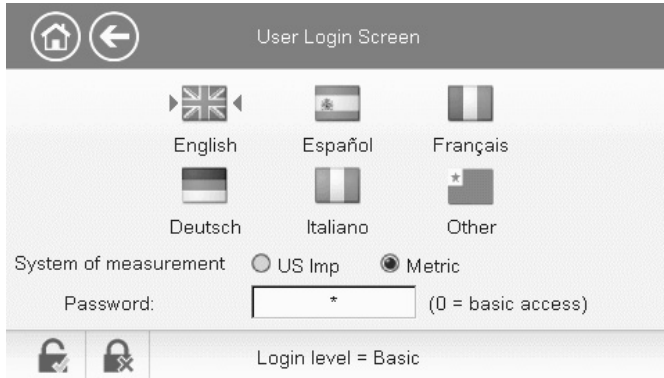 User Login Screen
English Español Français
Deutsch Italiano Other
System of measurement US Imp Metric
Password: * (0 = basic access)
Login level = Basic